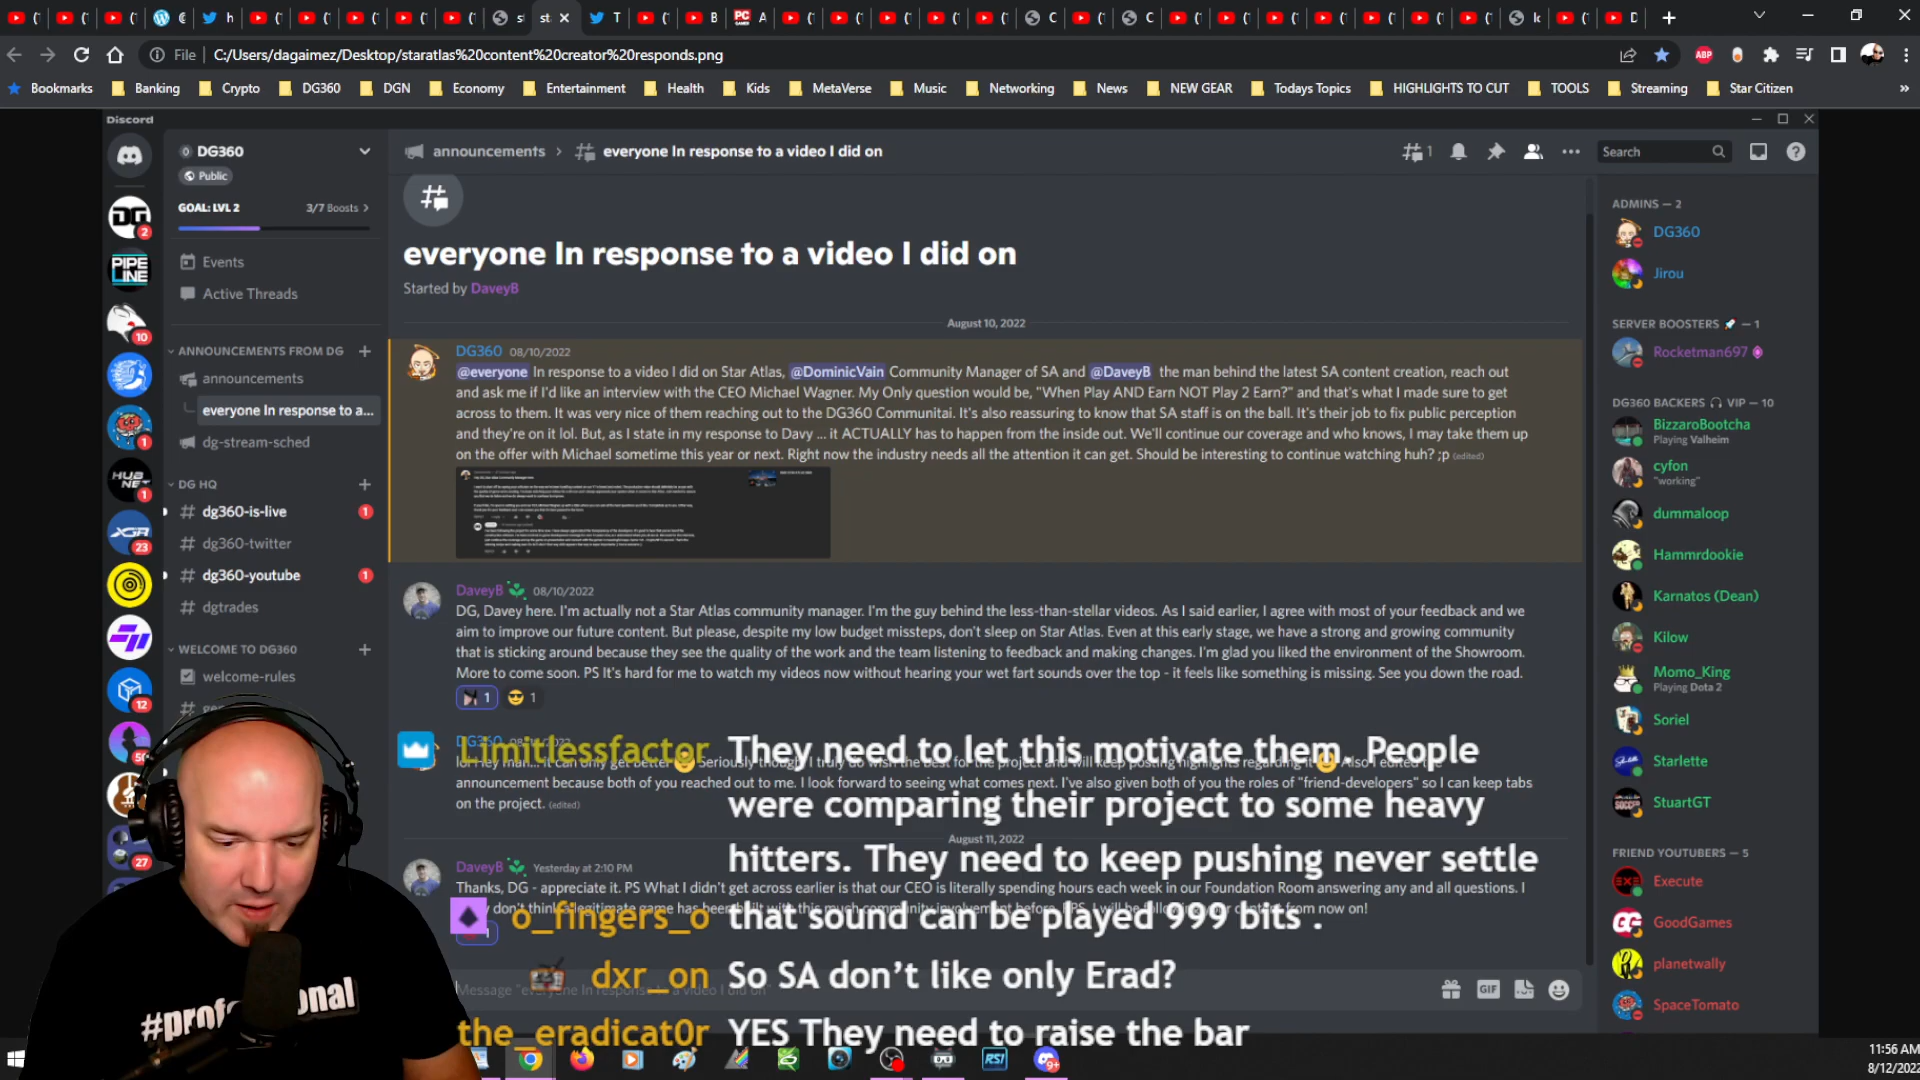 File C:/Users/dagaimez/Desktop/staratlas%20content%20creator%20responds.png
Bookmarks Banking Crypto DG360 DGN Economy Entertainment Health Kids MetaVerse Music Networking News NEW GEAR Todays Topics HIGHLIGHTS TO CUT TOOLS Streaming Star Citizen »
Discord
DG360
Public
GOAL: LVL 2 3/7 Boosts >
Events
Active Threads
ANNOUNCEMENTS FROM DG
announcements
everyone In response to a...
dg-stream-sched
DG HQ
dg360-is-live 1
dg360-twitter
dg360-youtube 1
dgtrades
WELCOME TO DG360
welcome-rules
announcements > everyone In response to a video I did on
1
Search
everyone In response to a video I did on
Started by DaveyB
August 10, 2022
DG360 08/10/2022
@everyone In response to a video I did on Star Atlas, @DominicVain Community Manager of SA and @DaveyB the man behind the latest SA content creation, reach out
and ask me if I'd like an interview with the CEO Michael Wagner. My Only question would be, "When Play AND Earn NOT Play 2 Earn?" and that's what I made sure to get
across to them. It was very nice of them reaching out to the DG360 Communitai. It's also reassuring to know that SA staff is on the ball. It's their job to fix public perception
and they're on it lol. But, as I state in my response to Davy ... it ACTUALLY has to happen from the inside out. We'll continue our coverage and who knows, I may take them up
on the offer with Michael sometime this year or next. Right now the industry needs all the attention it can get. Should be interesting to continue watching huh? ;p (edited)
DaveyB 08/10/2022
DG, Davey here. I'm actually not a Star Atlas community manager. I'm the guy behind the less-than-stellar videos. As I said earlier, I agree with most of your feedback and we
aim to improve our future content. But please, despite my low budget missteps, don't sleep on Star Atlas. Even at this early stage, we have a strong and growing community
that is sticking around because they see the quality of the work and the team listening to feedback and making changes. I'm glad you liked the environment of the Showroom.
More to come soon. PS It's hard for me to watch my videos now without hearing your wet fart sounds over the top - it feels like something is missing. See you down the road.
1 1
Limitlessfactor They need to let this motivate them. People
were comparing their project to some heavy
hitters. They need to keep pushing never settle
announcement because both of you reached out to me. I look forward to seeing what comes next. I've also given both of you the roles of "friend-developers" so I can keep tabs
on the project. (edited)
August 11, 2022
DaveyB Yesterday at 2:10 PM
Thanks, DG - appreciate it. PS What I didn't get across earlier is that our CEO is literally spending hours each week in our Foundation Room answering any and all questions. I
o_fingers_o that sound can be played 999 bits .
dxr_on So SA don't like only Erad?
the_eradicat0r YES They need to raise the bar
GIF
ADMINS — 2
DG360
Jirou
SERVER BOOSTERS — 1
Rocketman697
DG360 BACKERS VIP — 10
BizzaroBootcha
Playing Valheim
cyfon
"working"
dummaloop
Hammrdookie
Karnatos (Dean)
Kilow
Momo_King
Playing Dota 2
Soriel
Starlette
StuartGT
FRIEND YOUTUBERS — 5
Execute
GoodGames
planetwally
SpaceTomato
DG
2
PIPE
LINE
10
1
1
XGR
23
12
27
RSI
9+
11:56 AM
8/12/2022